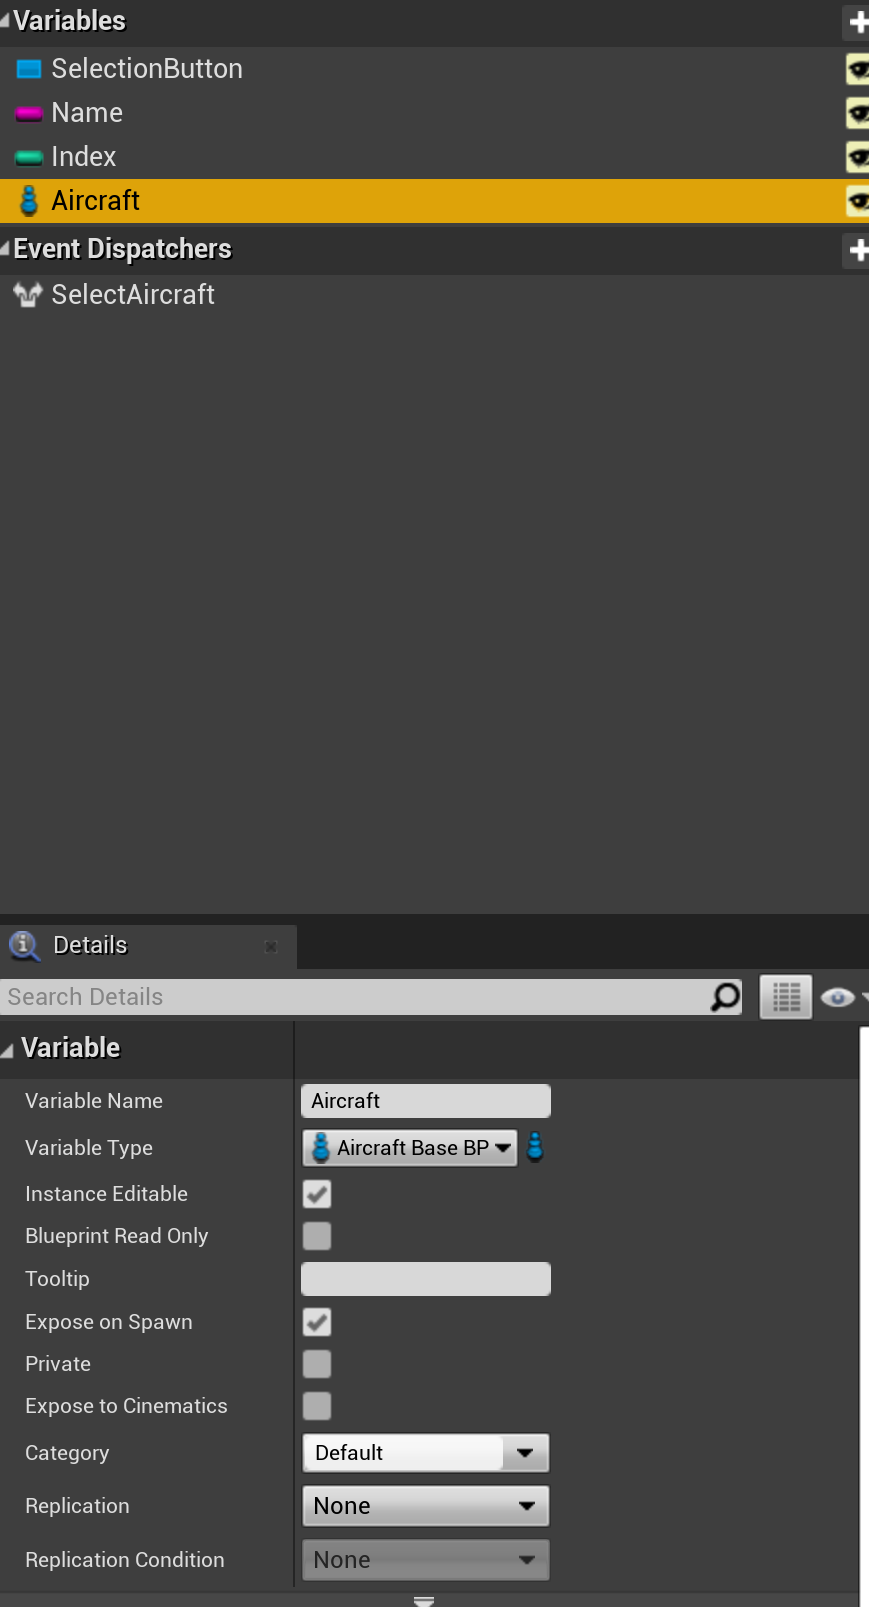 Variables
SelectionButton
Name
Index
Aircraft
Event Dispatchers
SelectAircraft
Details
Search Details
Variable
Variable Name Aircraft
Variable Type Aircraft Base BP
Instance Editable
Blueprint Read Only
Tooltip
Expose on Spawn
Private
Expose to Cinematics
Category Default
Replication None
Replication Condition None